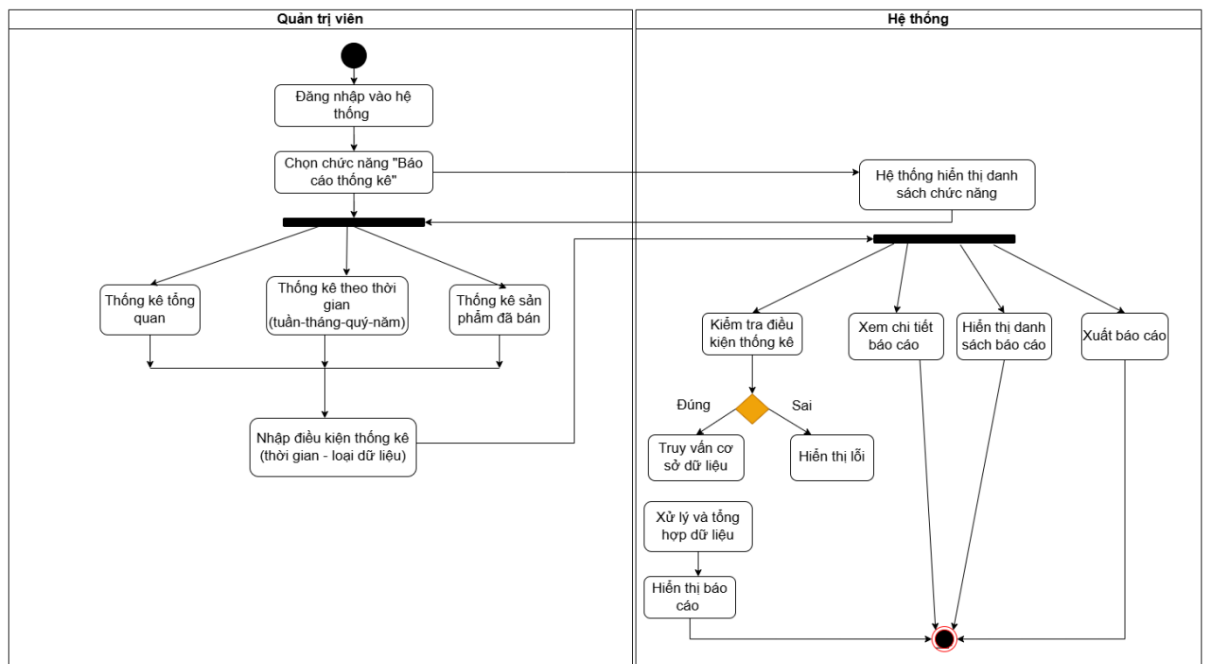 Quản trị viên
Hệ thống
Đăng nhập vào hệ
thống
Chọn chức năng "Báo
cáo thống kê"
Hệ thống hiển thị danh
sách chức năng
Thống kê tổng
quan
Thống kê theo thời
gian
(tuần-tháng-quý-năm)
Thống kê sản
phẩm đã bán
Nhập điều kiện thống kê
(thời gian - loại dữ liệu)
Kiểm tra điều
kiện thống kê
Xem chi tiết
báo cáo
Hiển thị danh
sách báo cáo
Xuất báo cáo
Đúng
Sai
Truy vấn cơ
sở dữ liệu
Hiển thị lỗi
Xử lý và tổng
hợp dữ liệu
Hiển thị báo
cáo